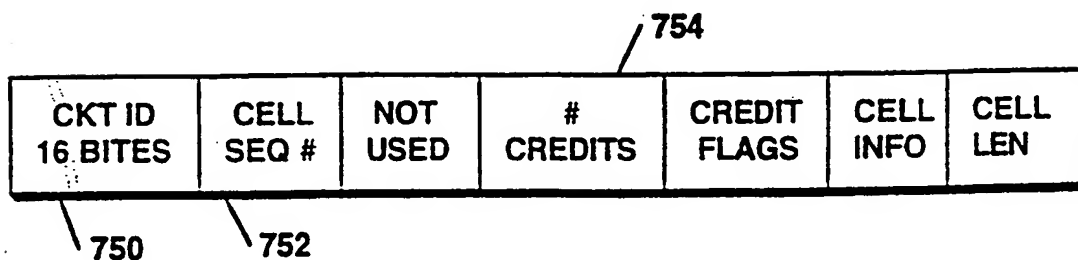 754
CKT ID
16 BITES
CELL
SEQ #
NOT
USED
#
CREDITS
CREDIT
FLAGS
CELL
INFO
CELL
LEN
750
752